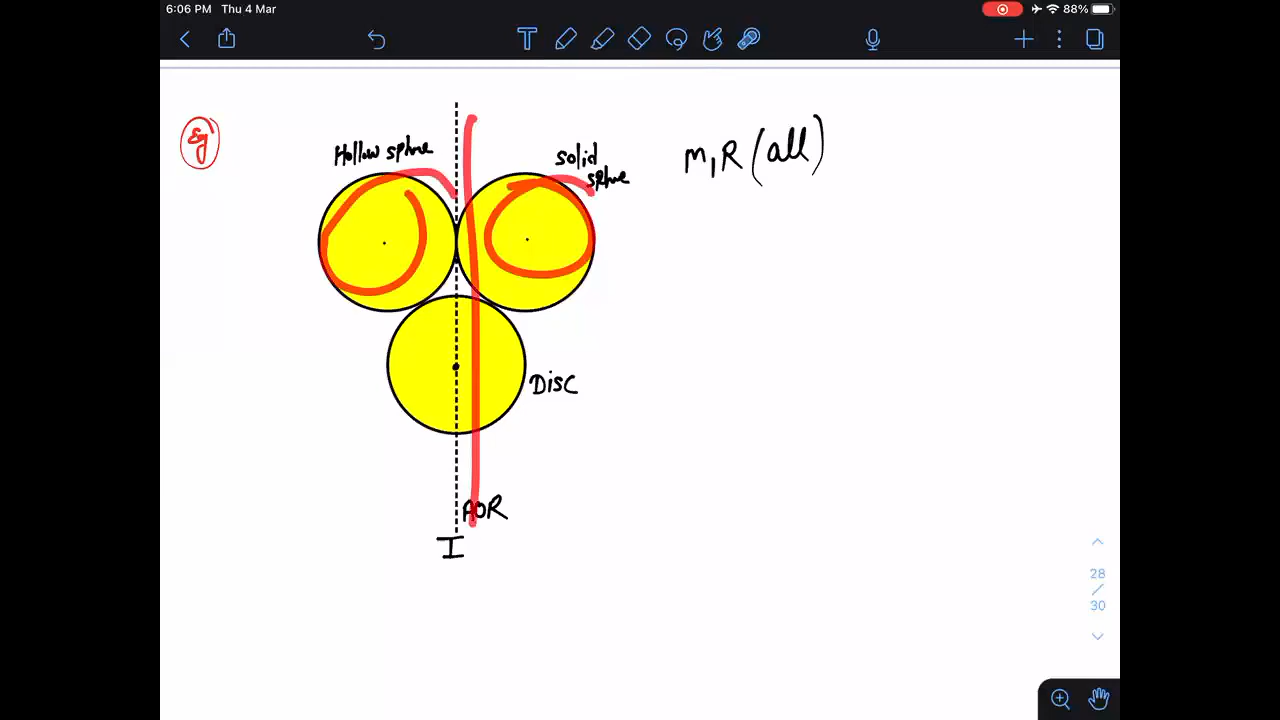 6:06 PM Thu 4 Mar
88%
T
Eg
Hollow sphere
solid
sphere
m, R (all)
Disc
AOR
I
28
/
30